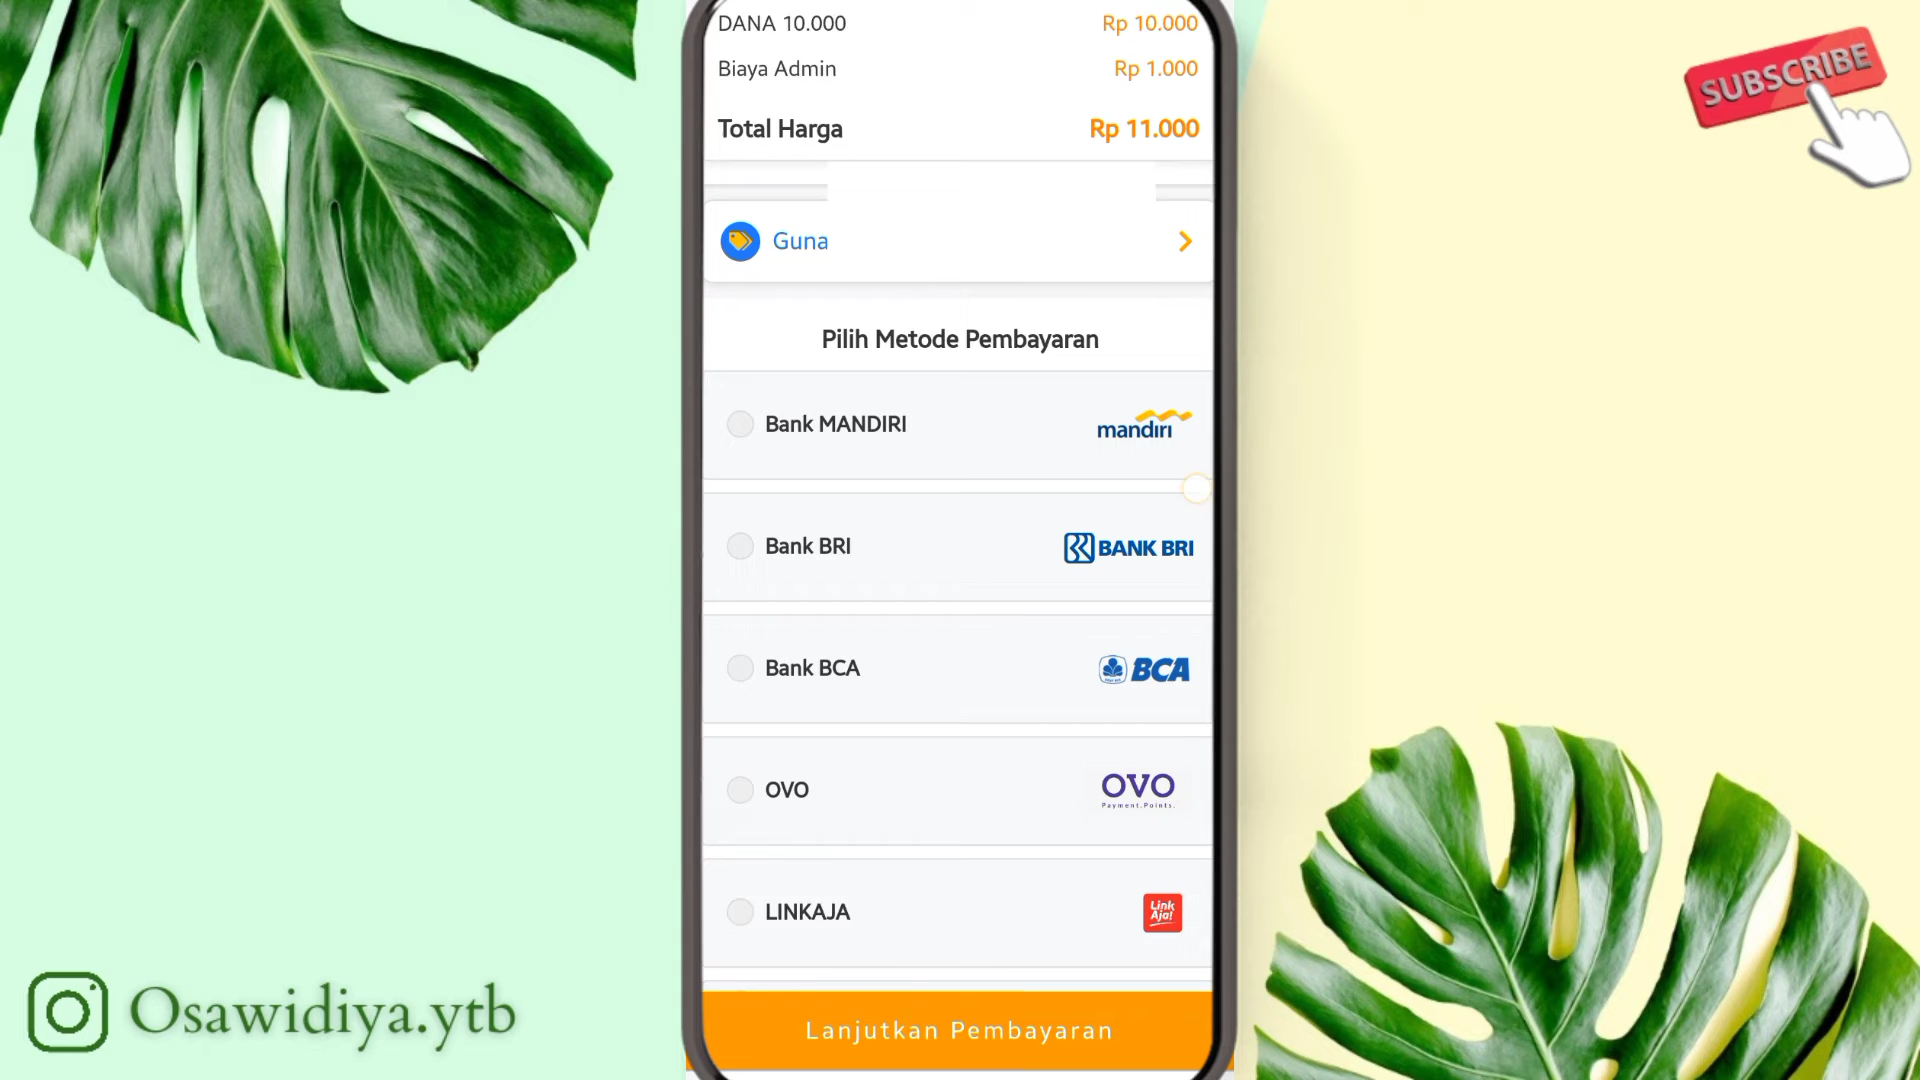 DANA 10.000 Rp 10.000
Biaya Admin Rp 1.000
Total Harga Rp 11.000
Guna
Pilih Metode Pembayaran
Bank MANDIRI mandiri
Bank BRI BANK BRI
Bank BCA BCA
OVO OVO
Payment.Points.
LINKAJA Link
Aja!
Lanjutkan Pembayaran
SUBSCRIBE
Osawidiya.ytb